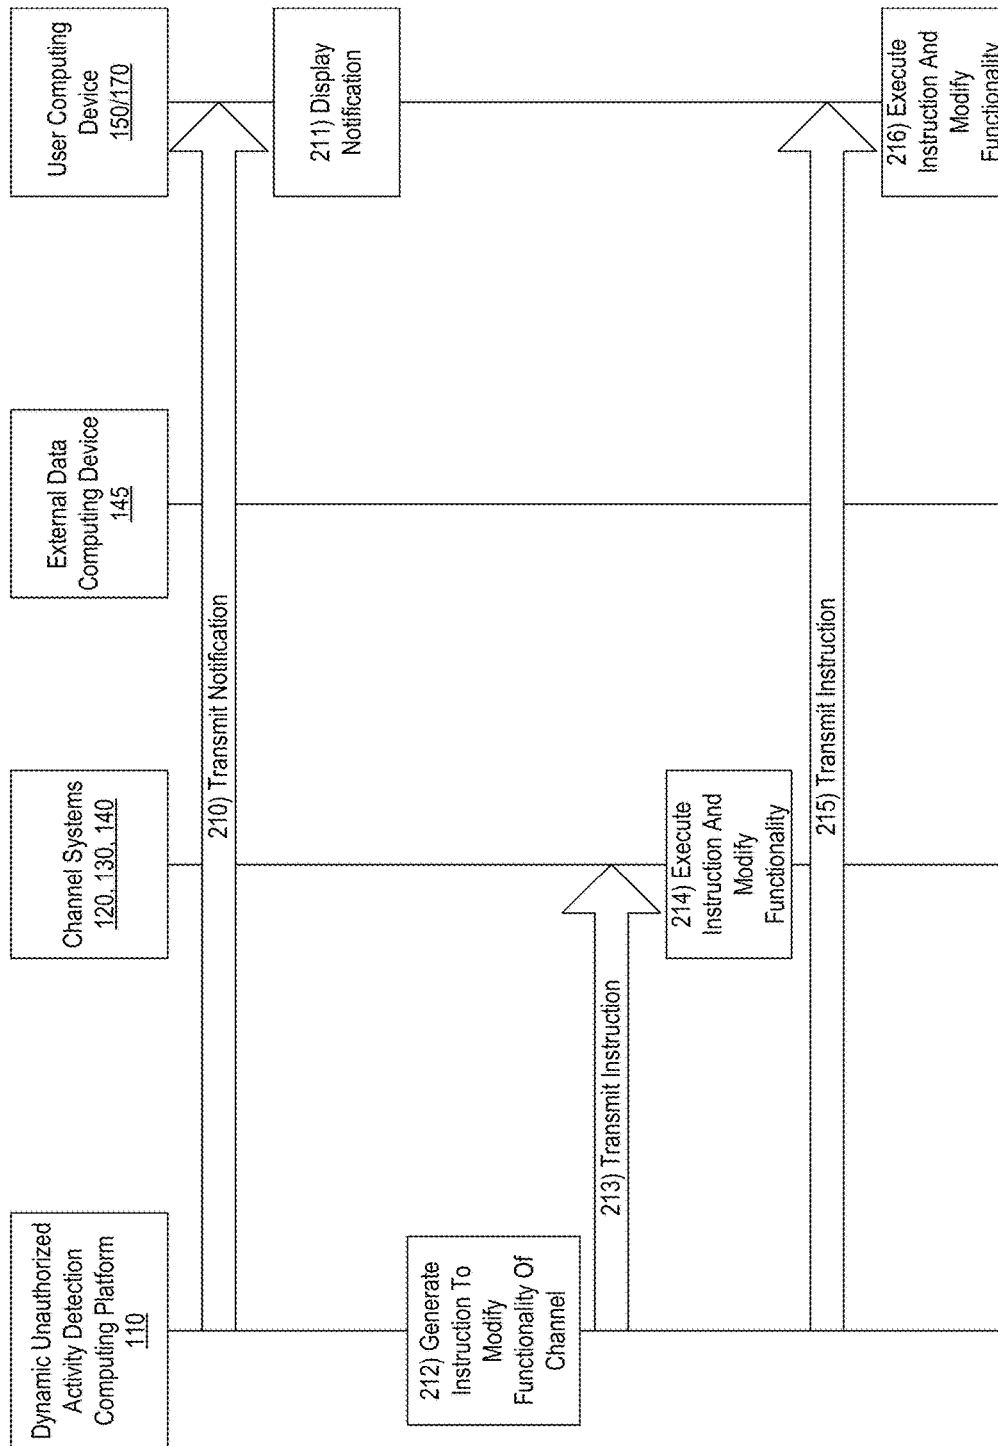 Dynamic Unauthorized
Activity Detection
Computing Platform
110
Channel Systems
120, 130, 140
External Data
Computing Device
145
User Computing
Device
150/170
210) Transmit Notification
211) Display
Notification
212) Generate
Instruction To
Modify
Functionality Of
Channel
213) Transmit Instruction
214) Execute
Instruction And
Modify
Functionality
215) Transmit Instruction
216) Execute
Instruction And
Modify
Functionality